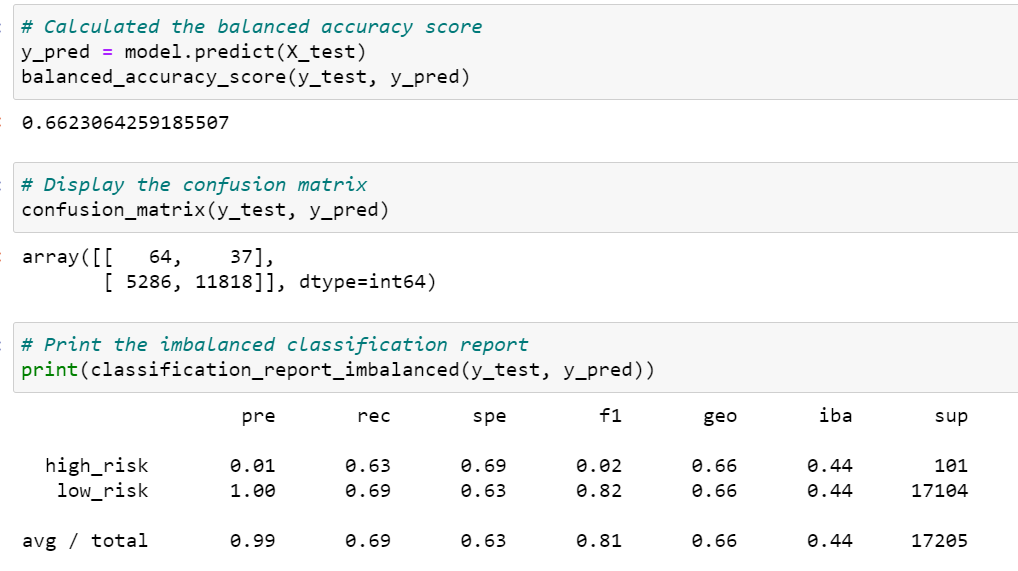 # Calculated the balanced accuracy score
y_pred = model.predict(X_test)
balanced_accuracy_score(y_test, y_pred)
0.6623064259185507
# Display the confusion matrix
confusion_matrix(y_test, y_pred)
array([[   64,    37],
       [ 5286, 11818]], dtype=int64)
# Print the imbalanced classification report
print(classification_report_imbalanced(y_test, y_pred))
pre rec spe f1 geo iba sup
high_risk 0.01 0.63 0.69 0.02 0.66 0.44 101
low_risk 1.00 0.69 0.63 0.82 0.66 0.44 17104
avg / total 0.99 0.69 0.63 0.81 0.66 0.44 17205